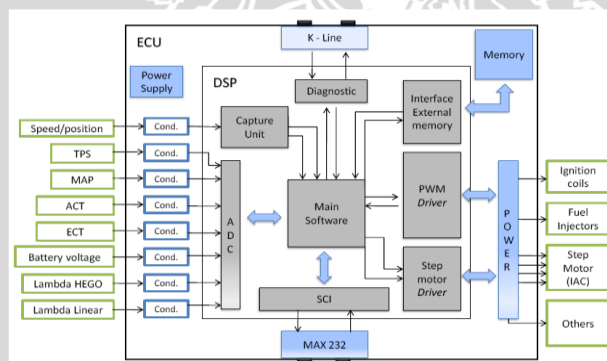 K - Line
ECU
Memory
Power
Supply
DSP
Diagnostic
Interface
External
memory
Capture
Unit
Speed/position
Cond.
TPS
Cond.
MAP
Cond.
ACT
Cond.
ECT
Cond.
Battery voltage
Cond.
Lambda HEGO
Cond.
Lambda Linear
Cond.
ADC
Main
Software
PWM
Driver
Step
motor
Driver
POWER
Ignition
coils
Fuel
Injectors
Step
Motor
(IAC)
Others
SCI
MAX 232